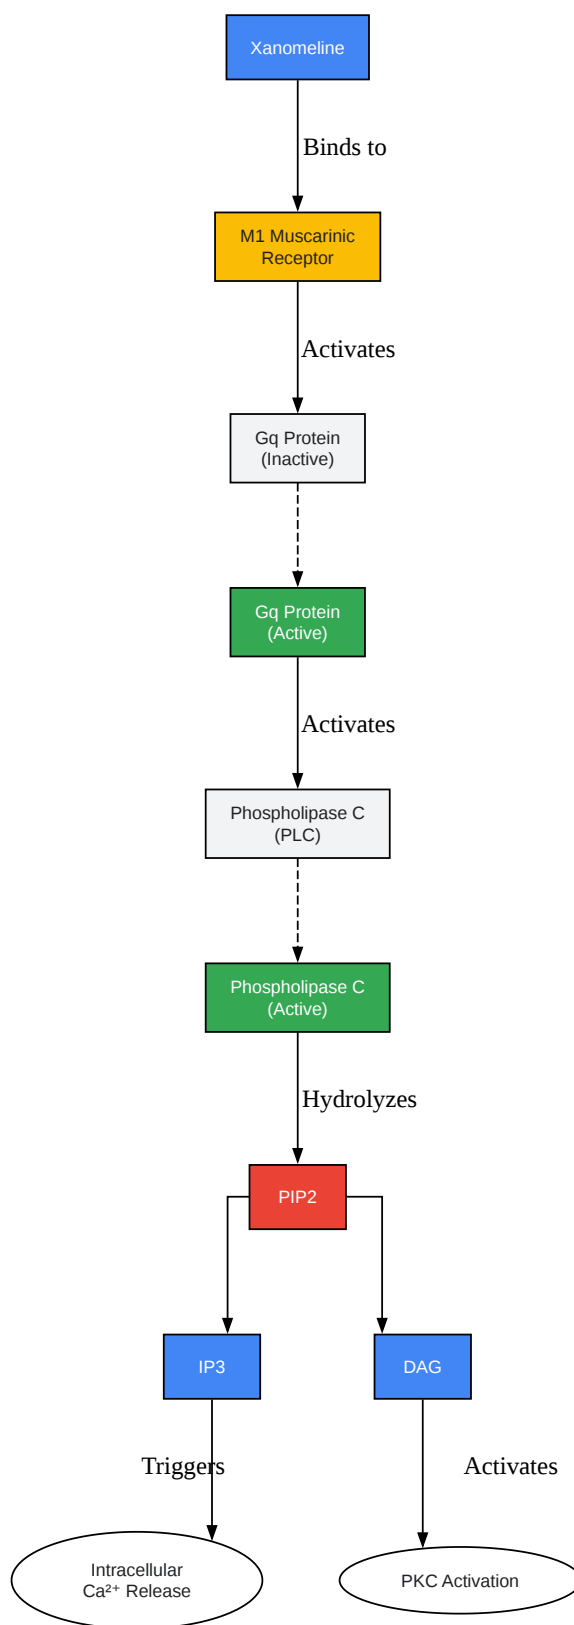 Xanomeline
Binds to
M1 Muscarinic
Receptor
Activates
Gq Protein
(Inactive)
Gq Protein
(Active)
Activates
Phospholipase C
(PLC)
Phospholipase C
(Active)
Hydrolyzes
PIP2
IP3
DAG
Triggers
Activates
Intracellular
Ca²⁺ Release
PKC Activation